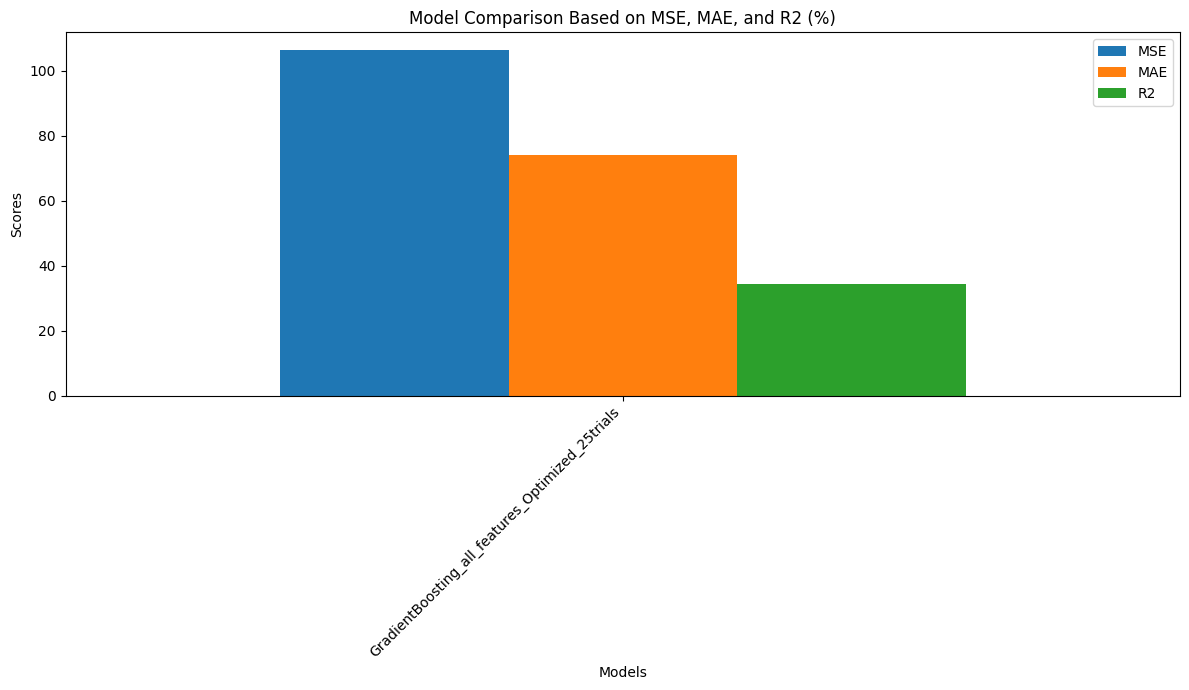 Model Comparison Based on MSE, MAE, and R2 (%)
MSE
MAE
R2
100
80
60
40
20
0
Scores
GradientBoosting_all_features_Optimized_25trials
Models